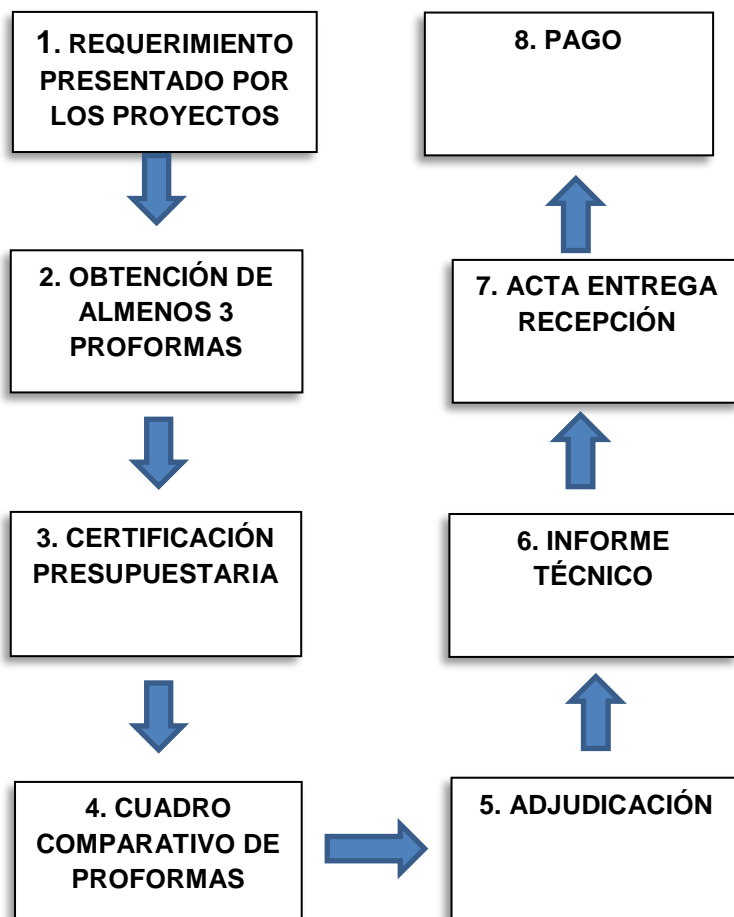 1. REQUERIMIENTO
PRESENTADO POR
LOS PROYECTOS
2. OBTENCIÓN DE
ALMENOS 3
PROFORMAS
3. CERTIFICACIÓN
PRESUPUESTARIA
4. CUADRO
COMPARATIVO DE
PROFORMAS
5. ADJUDICACIÓN
6. INFORME
TÉCNICO
7. ACTA ENTREGA
RECEPCIÓN
8. PAGO